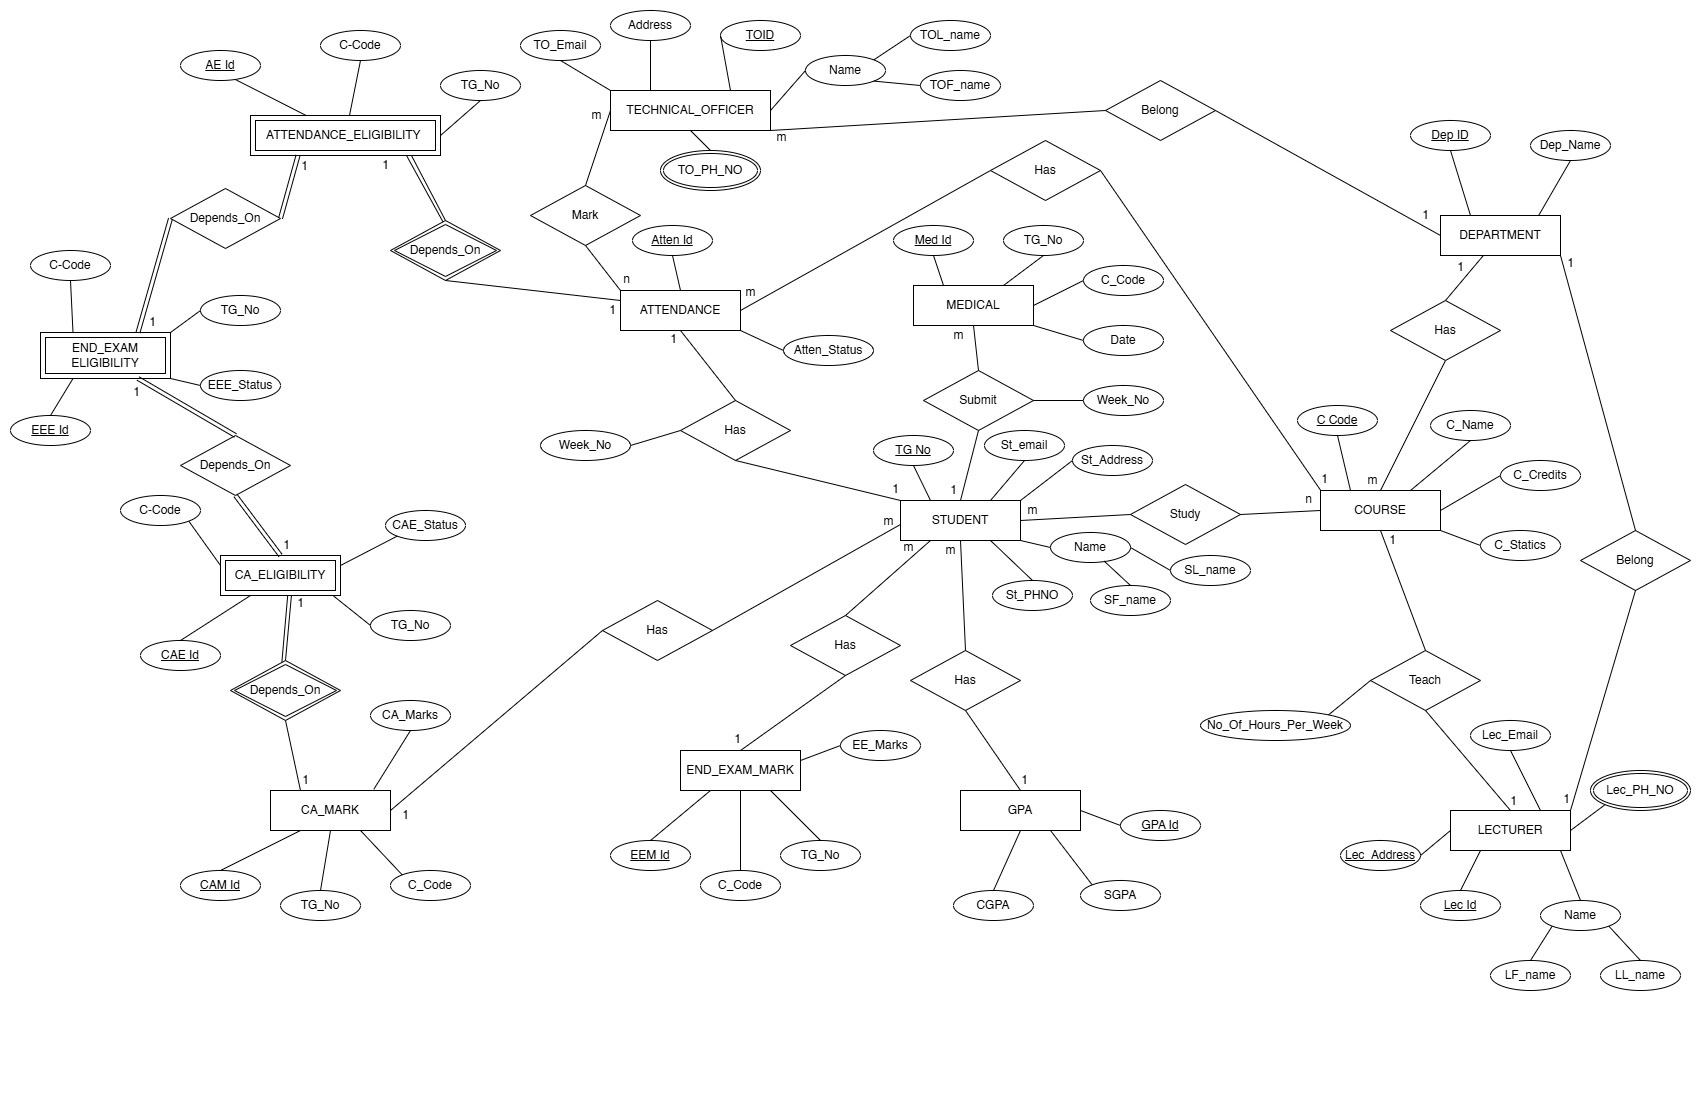 Address
TO_Email
TOID
TOL_name
Name
TOF_name
C-Code
AE Id
TG_No
TECHNICAL_OFFICER
m
m
Belong
ATTENDANCE_ELIGIBILITY
1
1
TO_PH_NO
Has
Dep ID
Dep_Name
Depends_On
Mark
1
DEPARTMENT
Depends_On
Atten Id
Med Id
TG_No
C-Code
n
1
1
1
C_Code
m
ATTENDANCE
MEDICAL
TG_No
1
1
m
Has
Date
END_EXAM
ELIGIBILITY
Atten_Status
EEE_Status
1
Submit
Week_No
EEE Id
Has
C Code
C_Name
Week_No
TG No
St_email
St_Address
Depends_On
C_Credits
1
m
1
1
n
C-Code
CAE_Status
m
STUDENT
m
Study
COURSE
1
m
m
1
C_Statics
Name
SL_name
Belong
CA_ELIGIBILITY
1
St_PHNO
SF_name
TG_No
Has
CAE Id
Has
Has
Teach
Depends_On
CA_Marks
No_Of_Hours_Per_Week
Lec_Email
1
EE_Marks
END_EXAM_MARK
1
1
Lec_PH_NO
1
1
CA_MARK
1
GPA
GPA Id
LECTURER
EEM Id
TG_No
Lec_Address
CAM Id
C_Code
C_Code
SGPA
TG_No
CGPA
Lec Id
Name
LF_name
LL_name